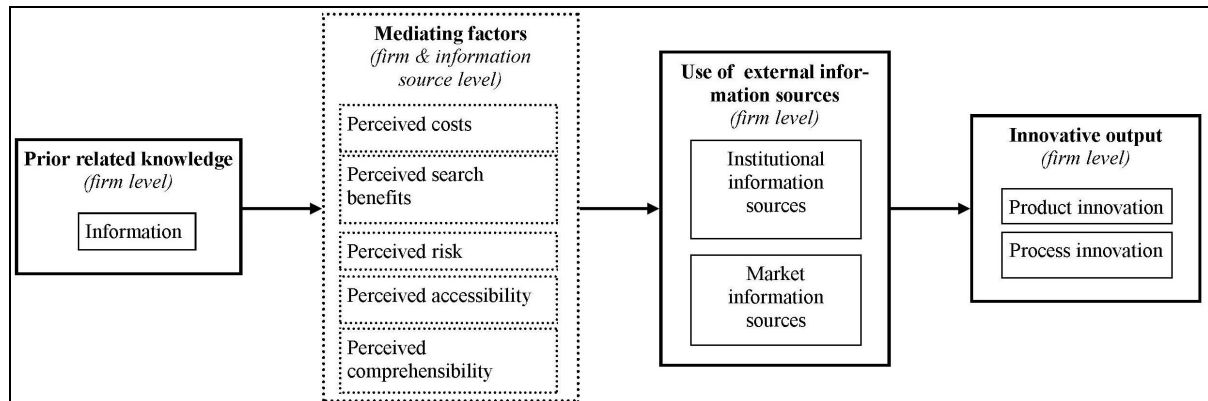 Prior related knowledge
(firm level)
Information
Mediating factors
(firm & information
source level)
Perceived costs
Perceived search
benefits
Perceived risk
Perceived accessibility
Perceived
comprehensibility
Use of external infor-
mation sources
(firm level)
Institutional
information
sources
Market
information
sources
Innovative output
(firm level)
Product innovation
Process innovation